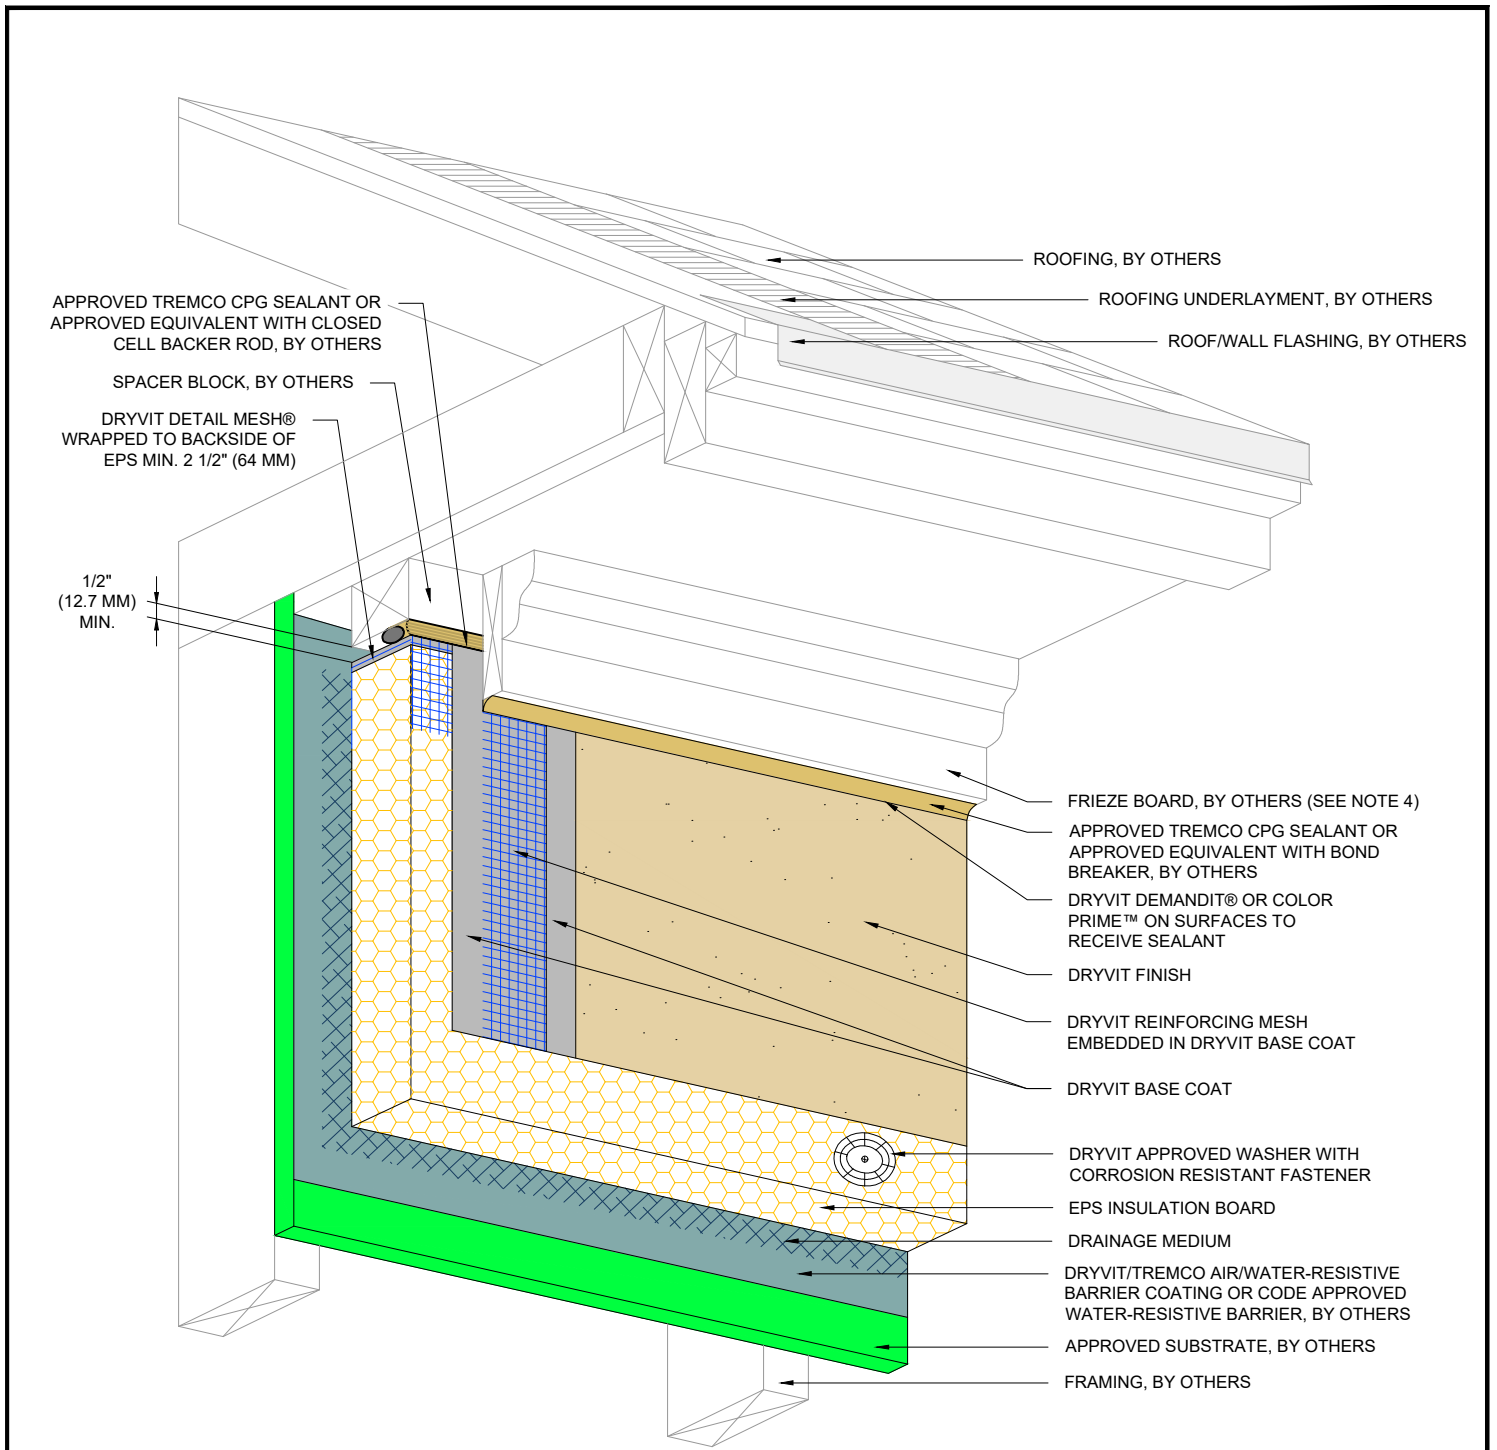 ROOFING, BY OTHERS
ROOFING UNDERLAYMENT, BY OTHERS
ROOF/WALL FLASHING, BY OTHERS
APPROVED TREMCO CPG SEALANT OR
APPROVED EQUIVALENT WITH CLOSED
CELL BACKER ROD, BY OTHERS
SPACER BLOCK, BY OTHERS
DRYVIT DETAIL MESH®
WRAPPED TO BACKSIDE OF
EPS MIN. 2 1/2" (64 MM)
1/2"
(12.7 MM)
MIN.
FRIEZE BOARD, BY OTHERS (SEE NOTE 4)
APPROVED TREMCO CPG SEALANT OR
APPROVED EQUIVALENT WITH BOND
BREAKER, BY OTHERS
DRYVIT DEMANDIT® OR COLOR
PRIME™ ON SURFACES TO
RECEIVE SEALANT
DRYVIT FINISH
DRYVIT REINFORCING MESH
EMBEDDED IN DRYVIT BASE COAT
DRYVIT BASE COAT
DRYVIT APPROVED WASHER WITH
CORROSION RESISTANT FASTENER
EPS INSULATION BOARD
DRAINAGE MEDIUM
DRYVIT/TREMCO AIR/WATER-RESISTIVE
BARRIER COATING OR CODE APPROVED
WATER-RESISTIVE BARRIER, BY OTHERS
APPROVED SUBSTRATE, BY OTHERS
FRAMING, BY OTHERS